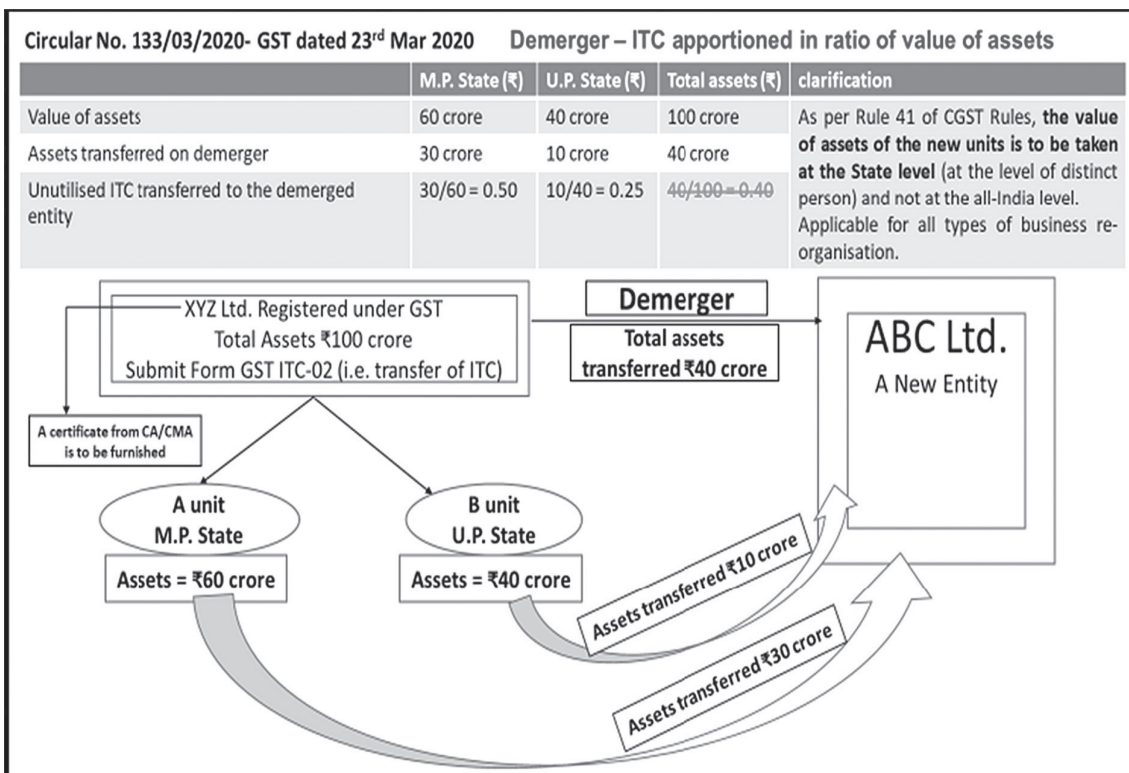 Circular No. 133/03/2020- GST dated 23rd Mar 2020 Demerger – ITC apportioned in ratio of value of assets
M.P. State (₹) U.P. State (₹) Total assets (₹) clarification
Value of assets 60 crore 40 crore 100 crore
Assets transferred on demerger 30 crore 10 crore 40 crore
Unutilised ITC transferred to the demerged
entity
30/60 = 0.50 10/40 = 0.25 40/100 = 0.40
As per Rule 41 of CGST Rules, the value
of assets of the new units is to be taken
at the State level (at the level of distinct
person) and not at the all-India level.
Applicable for all types of business re-
organisation.
XYZ Ltd. Registered under GST
Total Assets ₹100 crore
Submit Form GST ITC-02 (i.e. transfer of ITC)
Demerger
Total assets
transferred ₹40 crore
ABC Ltd.
A New Entity
A certificate from CA/CMA
is to be furnished
A unit
M.P. State
B unit
U.P. State
Assets = ₹60 crore
Assets = ₹40 crore
Assets transferred ₹10 crore
Assets transferred ₹30 crore